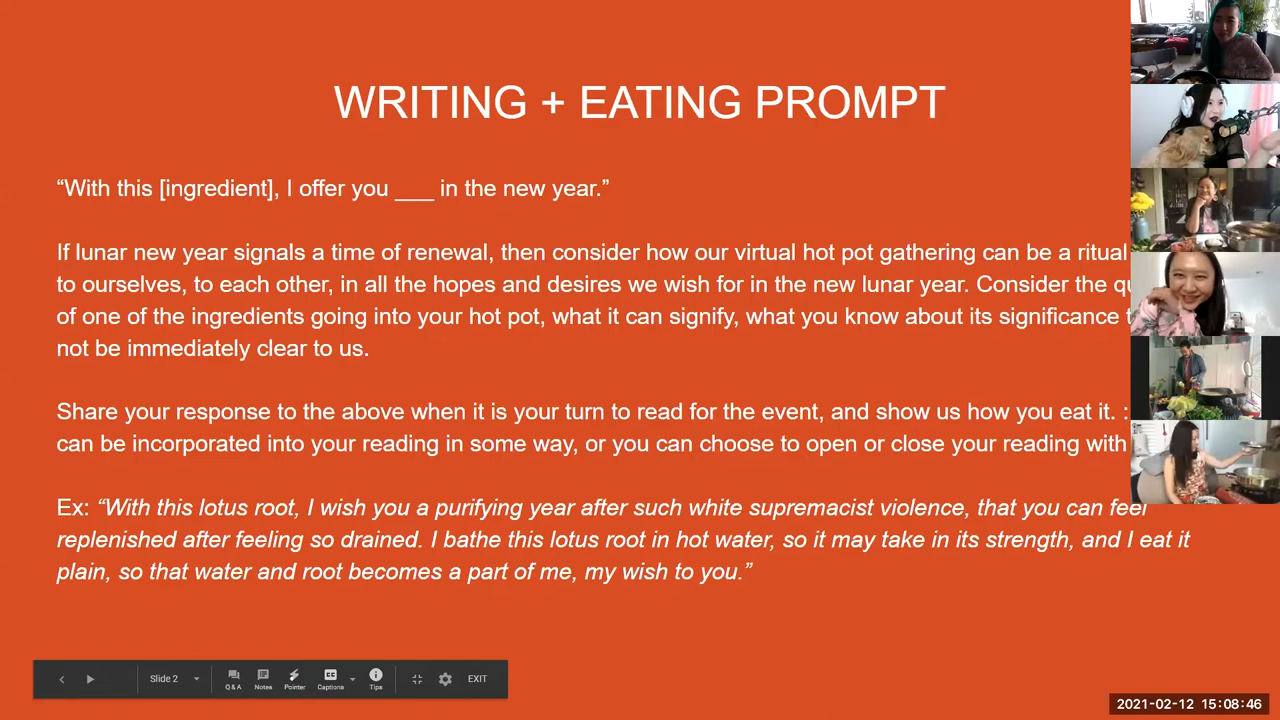 WRITING + EATING PROMPT
“With this [ingredient], I offer you ___ in the new year.”
If lunar new year signals a time of renewal, then consider how our virtual hot pot gathering can be a ritual
to ourselves, to each other, in all the hopes and desires we wish for in the new lunar year. Consider the
of one of the ingredients going into your hot pot, what it can signify, what you know about its significance
not be immediately clear to us.
Share your response to the above when it is your turn to read for the event, and show us how you eat it. :
can be incorporated into your reading in some way, or you can choose to open or close your reading with
Ex: “With this lotus root, I wish you a purifying year after such white supremacist violence, that you can feel
replenished after feeling so drained. I bathe this lotus root in hot water, so it may take in its strength, and I eat it
plain, so that water and root becomes a part of me, my wish to you.”
Slide 2
Q & A
Notes
Pointer
Captions
Tips
EXIT
2021-02-12 15:08:46